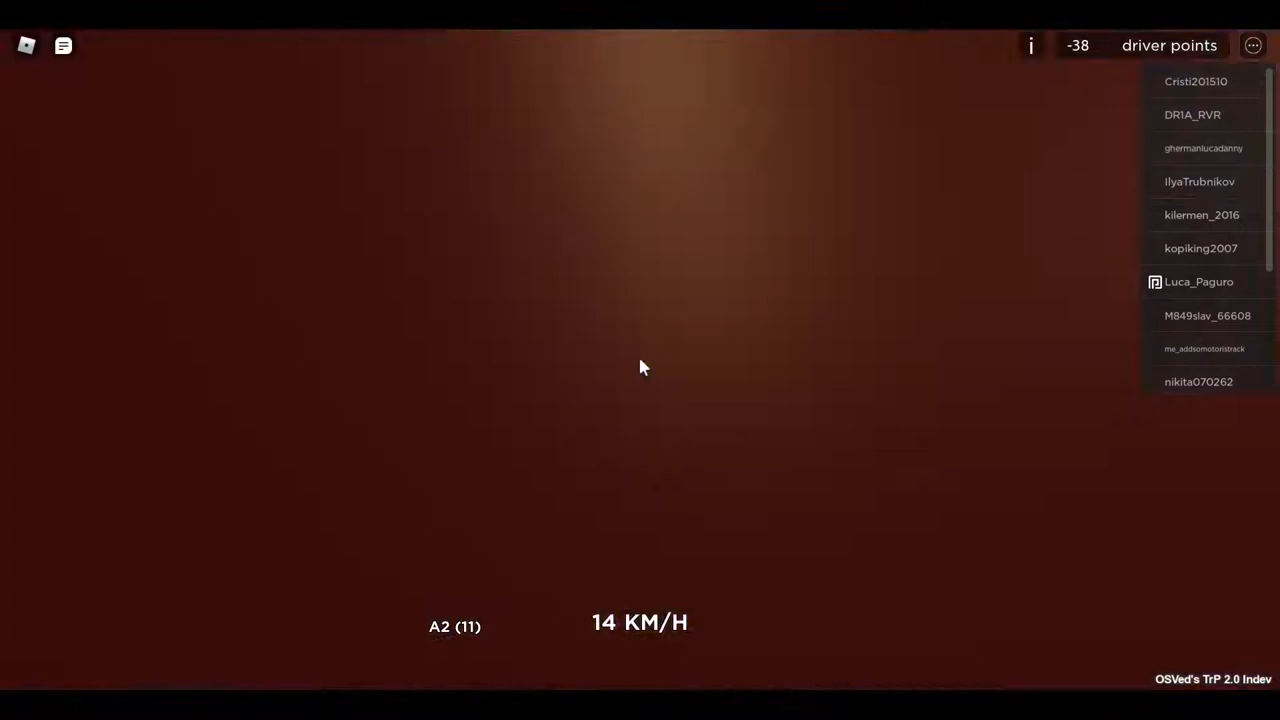 i -38 driver points
Cristi201510
DR1A_RVR
ghermanlucadanny
IlyaTrubnikov
kilermen_2016
kopiking2007
Luca_Paguro
M849slav_66608
me_addsomotoristrack
nikita070262
A2 (11) 14 KM/H
OSVed's TrP 2.0 Indev